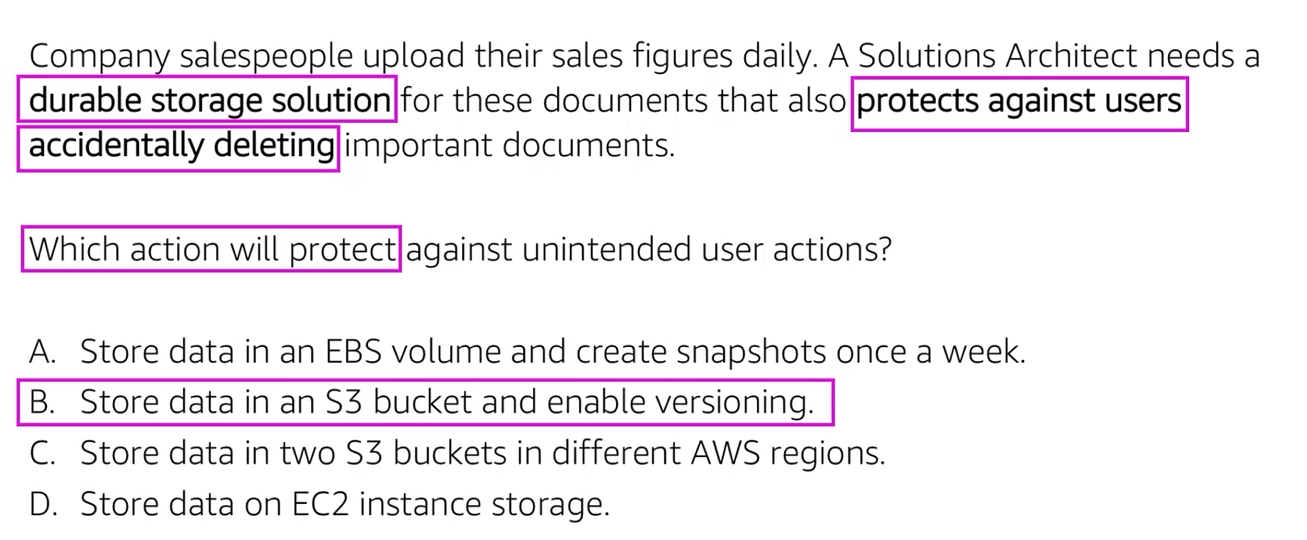 Company salespeople upload their sales figures daily. A Solutions Architect needs a
durable storage solution for these documents that also protects against users
accidentally deleting important documents.
Which action will protect against unintended user actions?
A. Store data in an EBS volume and create snapshots once a week.
B. Store data in an S3 bucket and enable versioning.
C. Store data in two S3 buckets in different AWS regions.
D. Store data on EC2 instance storage.